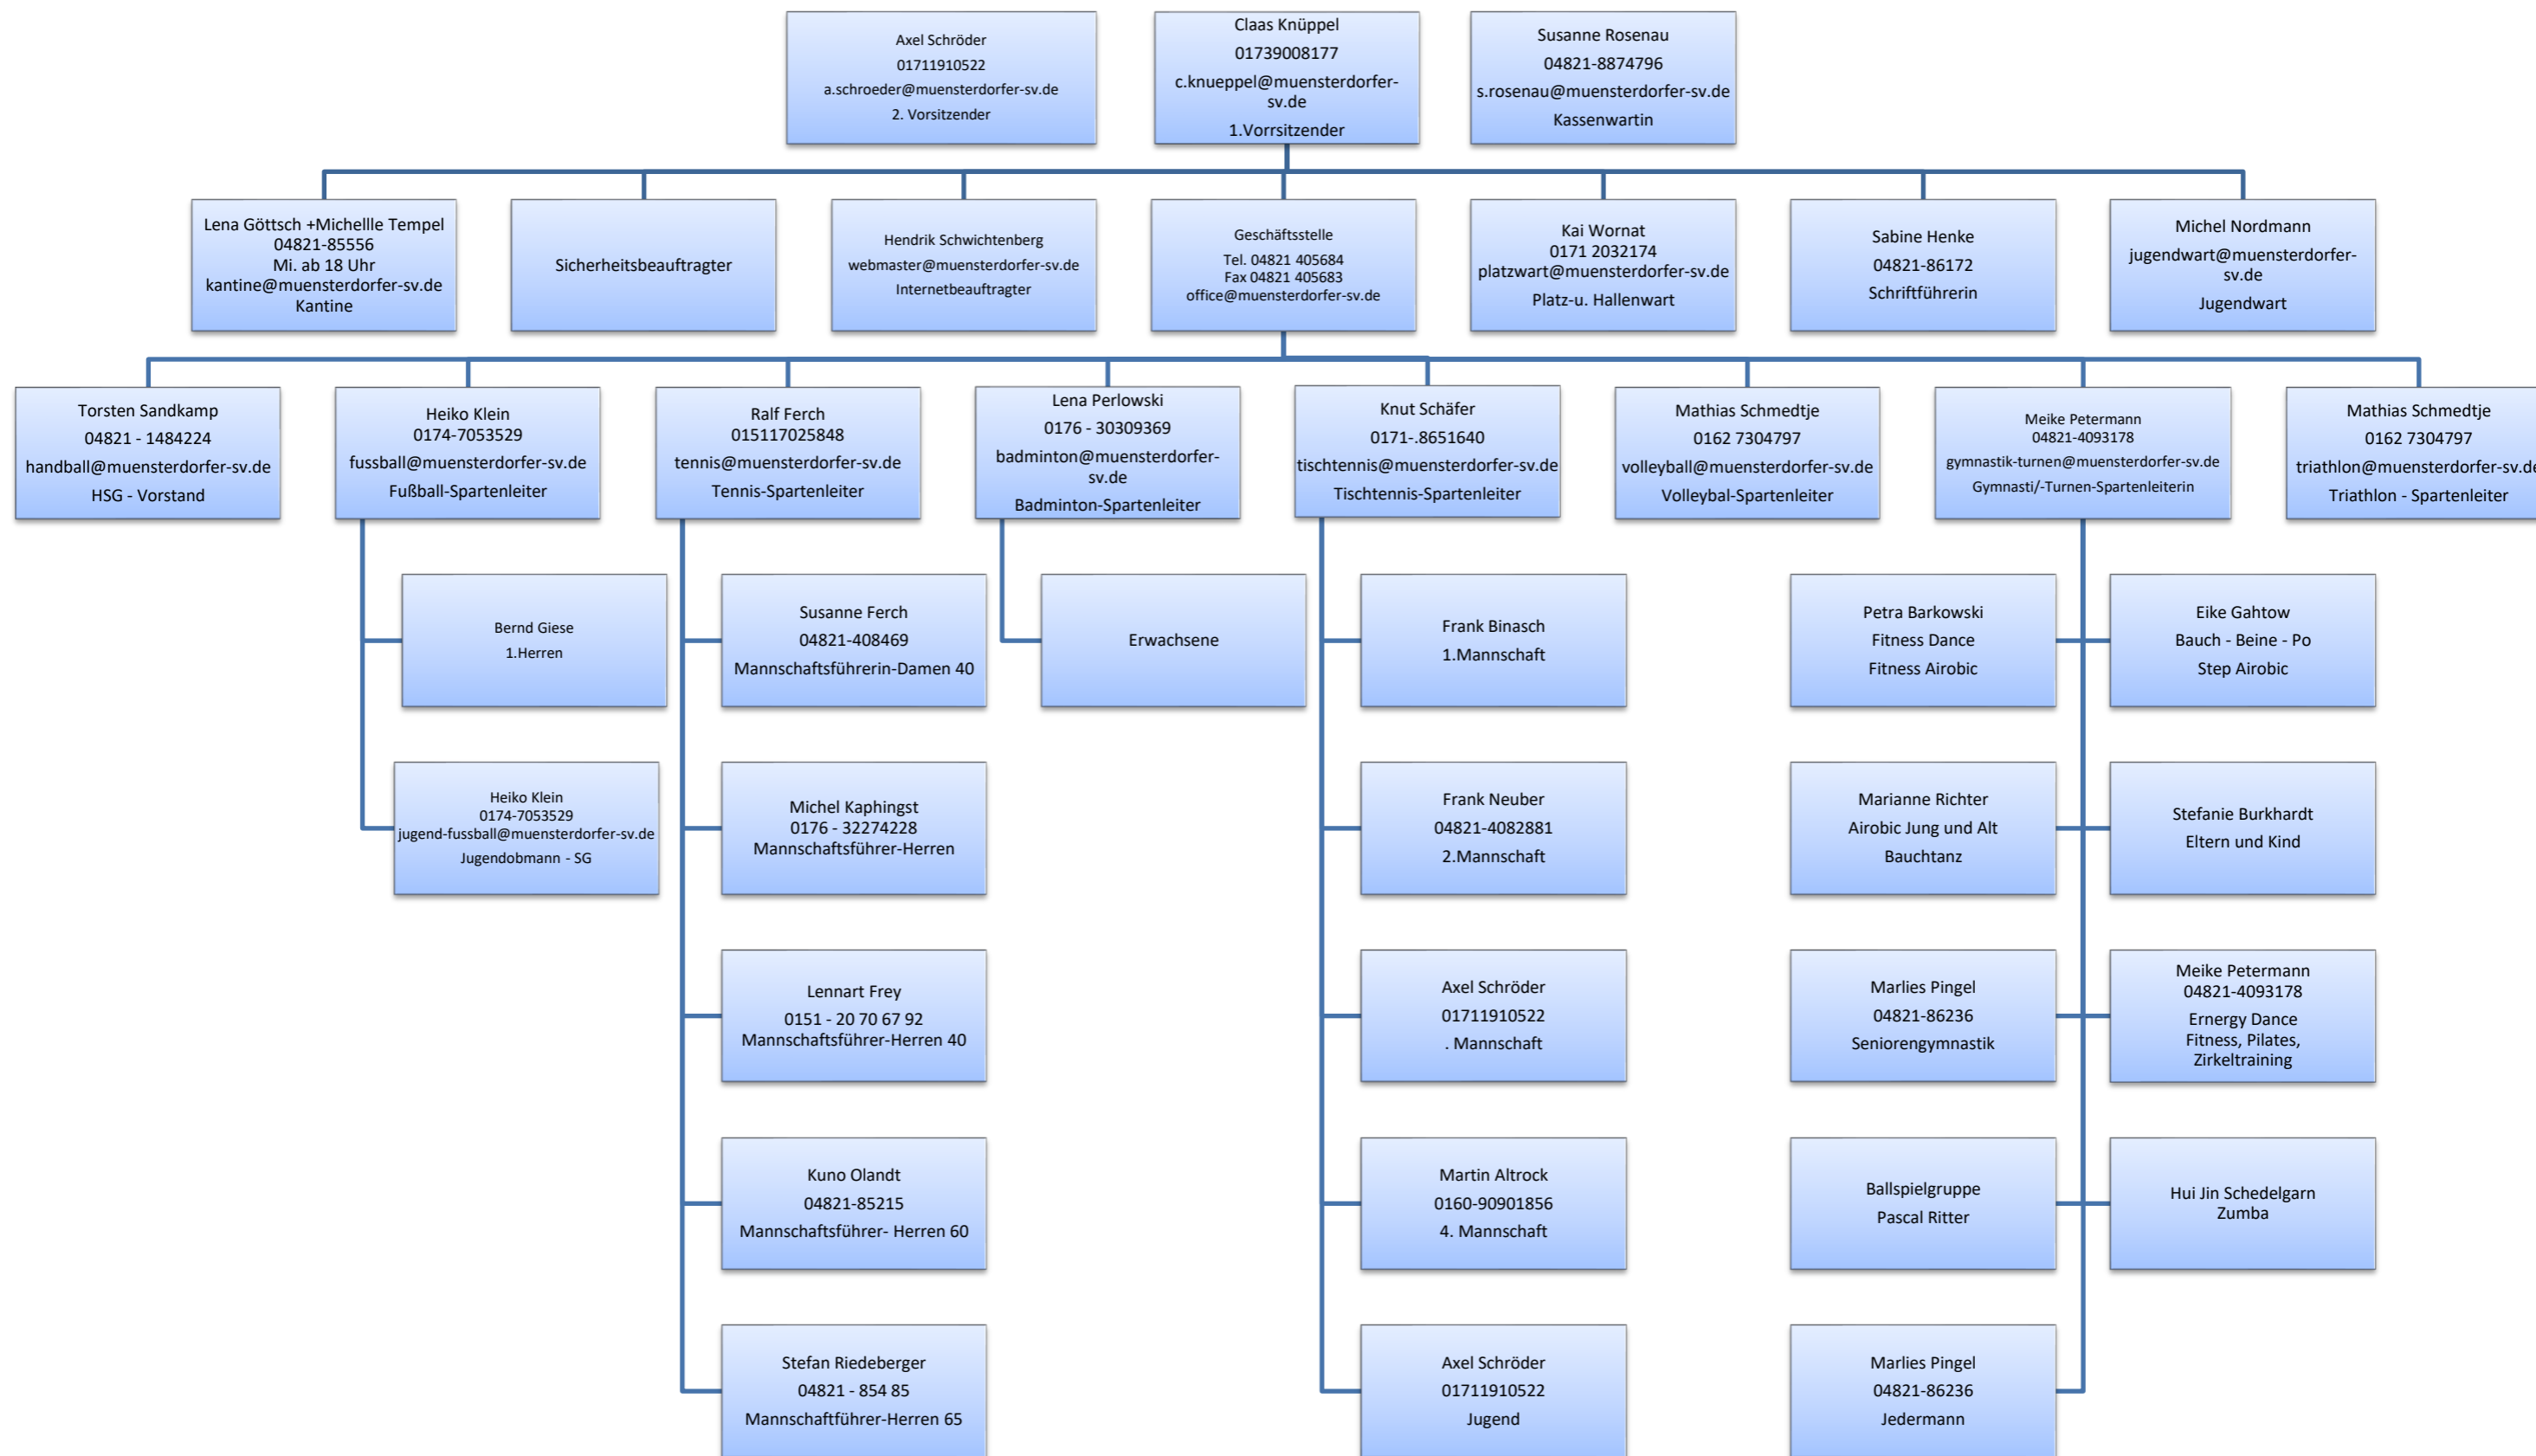 Axel Schröder
01711910522
a.schroeder@muensterdorfer-sv.de
2. Vorsitzender
Claas Knüppel
01739008177
c.knueppel@muensterdorfer-
sv.de
1.Vorrsitzender
Susanne Rosenau
04821-8874796
s.rosenau@muensterdorfer-sv.de
Kassenwartin
Lena Göttsch +Michellle Tempel
04821-85556
Mi. ab 18 Uhr
kantine@muensterdorfer-sv.de
Kantine
Sicherheitsbeauftragter
Hendrik Schwichtenberg
webmaster@muensterdorfer-sv.de
Internetbeauftragter
Geschäftsstelle
Tel. 04821 405684
Fax 04821 405683
office@muensterdorfer-sv.de
Kai Wornat
0171 2032174
platzwart@muensterdorfer-sv.de
Platz-u. Hallenwart
Sabine Henke
04821-86172
Schriftführerin
Michel Nordmann
jugendwart@muensterdorfer-
sv.de
Jugendwart
Torsten Sandkamp
04821 - 1484224
handball@muensterdorfer-sv.de
HSG - Vorstand
Heiko Klein
0174-7053529
fussball@muensterdorfer-sv.de
Fußball-Spartenleiter
Ralf Ferch
015117025848
tennis@muensterdorfer-sv.de
Tennis-Spartenleiter
Lena Perlowski
0176 - 30309369
badminton@muensterdorfer-
sv.de
Badminton-Spartenleiter
Knut Schäfer
0171-.8651640
tischtennis@muensterdorfer-sv.de
Tischtennis-Spartenleiter
Mathias Schmedtje
0162 7304797
volleyball@muensterdorfer-sv.de
Volleybal-Spartenleiter
Meike Petermann
04821-4093178
gymnastik-turnen@muensterdorfer-sv.de
Gymnasti/-Turnen-Spartenleiterin
Mathias Schmedtje
0162 7304797
triathlon@muensterdorfer-sv.de
Triathlon - Spartenleiter
Bernd Giese
1.Herren
Heiko Klein
0174-7053529
jugend-fussball@muensterdorfer-sv.de
Jugendobmann - SG
Susanne Ferch
04821-408469
Mannschaftsführerin-Damen 40
Michel Kaphingst
0176 - 32274228
Mannschaftsführer-Herren
Lennart Frey
0151 - 20 70 67 92
Mannschaftsführer-Herren 40
Kuno Olandt
04821-85215
Mannschaftsführer- Herren 60
Stefan Riedeberger
04821 - 854 85
Mannschaftführer-Herren 65
Erwachsene
Frank Binasch
1.Mannschaft
Frank Neuber
04821-4082881
2.Mannschaft
Axel Schröder
01711910522
. Mannschaft
Martin Altrock
0160-90901856
4. Mannschaft
Axel Schröder
01711910522
Jugend
Petra Barkowski
Fitness Dance
Fitness Airobic
Eike Gahtow
Bauch - Beine - Po
Step Airobic
Marianne Richter
Airobic Jung und Alt
Bauchtanz
Stefanie Burkhardt
Eltern und Kind
Marlies Pingel
04821-86236
Seniorengymnastik
Meike Petermann
04821-4093178
Ernergy Dance
Fitness, Pilates,
Zirkeltraining
Ballspielgruppe
Pascal Ritter
Hui Jin Schedelgarn
Zumba
Marlies Pingel
04821-86236
Jedermann